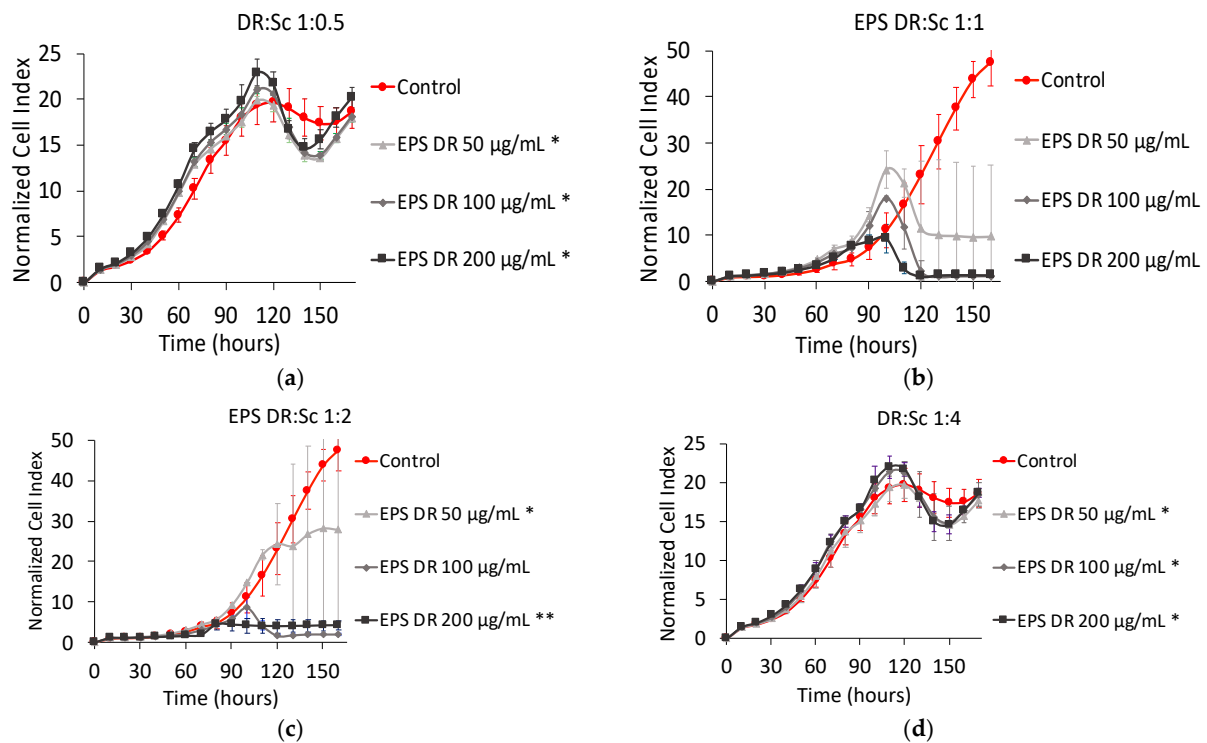 DR:Sc 1:0.5
Normalized Cell Index
25
20
15
10
5
0
0 30 60 90 120 150
Time (hours)
Control
EPS DR 50 µg/mL *
EPS DR 100 µg/mL *
EPS DR 200 µg/mL *
(a)
EPS DR:Sc 1:1
Normalized Cell Index
50
40
30
20
10
0
0 30 60 90 120 150
Time (hours)
Control
EPS DR 50 µg/mL
EPS DR 100 µg/mL
EPS DR 200 µg/mL
(b)
EPS DR:Sc 1:2
Normalized Cell Index
50
40
30
20
10
0
0 30 60 90 120 150
Time (hours)
Control
EPS DR 50 µg/mL *
EPS DR 100 µg/mL
EPS DR 200 µg/mL **
(c)
DR:Sc 1:4
Normalized Cell Index
25
20
15
10
5
0
0 30 60 90 120 150
Time (hours)
Control
EPS DR 50 µg/mL *
EPS DR 100 µg/mL *
EPS DR 200 µg/mL *
(d)